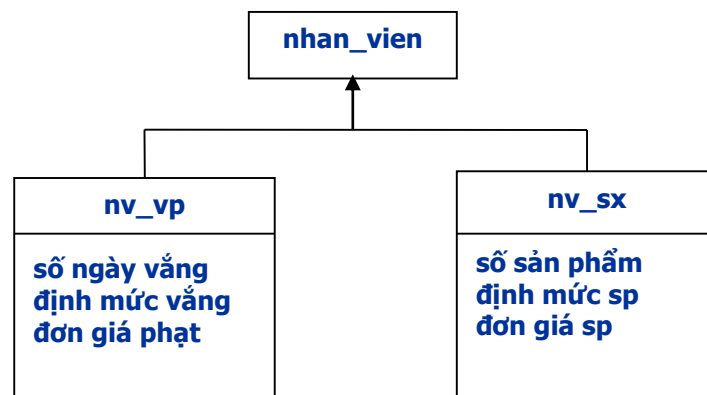 nhan_vien
nv_vp
số ngày vắng
định mức vắng
đơn giá phạt
nv_sx
số sản phẩm
định mức sp
đơn giá sp